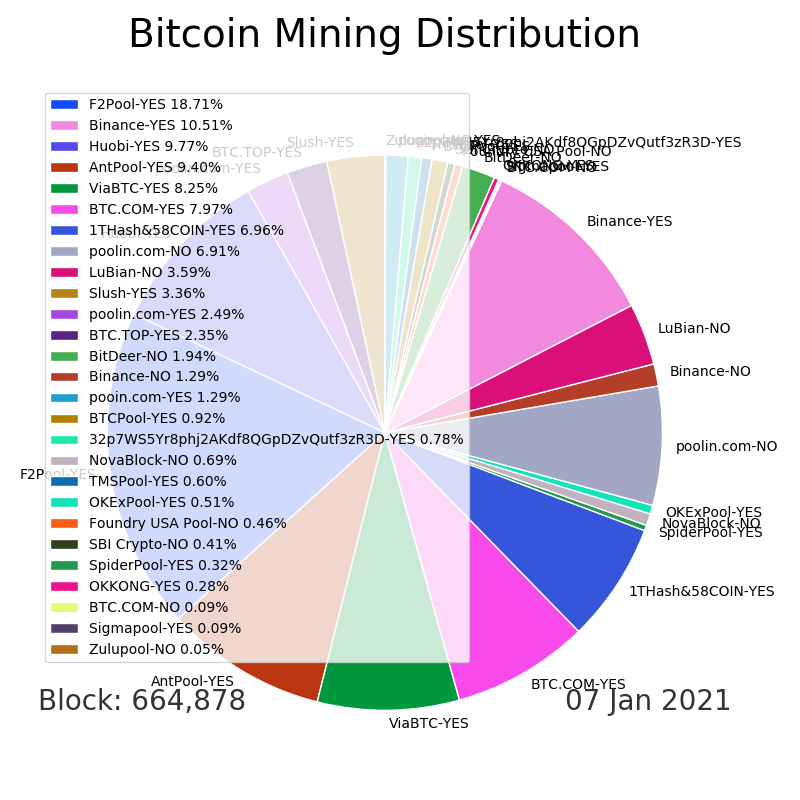 Bitcoin Mining Distribution
F2Pool-YES 18.71%
Binance-YES 10.51%
Huobi-YES 9.77%
AntPool-YES 9.40%
ViaBTC-YES 8.25%
BTC.COM-YES 7.97%
1THash&58COIN-YES 6.96%
poolin.com-NO 6.91%
LuBian-NO 3.59%
Slush-YES 3.36%
poolin.com-YES 2.49%
BTC.TOP-YES 2.35%
BitDeer-NO 1.94%
Binance-NO 1.29%
pooin.com-YES 1.29%
BTCPool-YES 0.92%
32p7WS5Yr8phj2AKdf8QGpDZvQutf3zR3D-YES 0.78%
NovaBlock-NO 0.69%
TMSPool-YES 0.60%
OKExPool-YES 0.51%
Foundry USA Pool-NO 0.46%
SBI Crypto-NO 0.41%
SpiderPool-YES 0.32%
OKKONG-YES 0.28%
BTC.COM-NO 0.09%
Sigmapool-YES 0.09%
Zulupool-NO 0.05%
Slush-YES
BTC.TOP-YES
BitDeer-NO
Binance-YES
LuBian-NO
Binance-NO
poolin.com-NO
OKExPool-YES
NovaBlock-NO
SpiderPool-YES
1THash&58COIN-YES
BTC.COM-YES
ViaBTC-YES
AntPool-YES
F2Pool-YES
Block: 664,878
07 Jan 2021